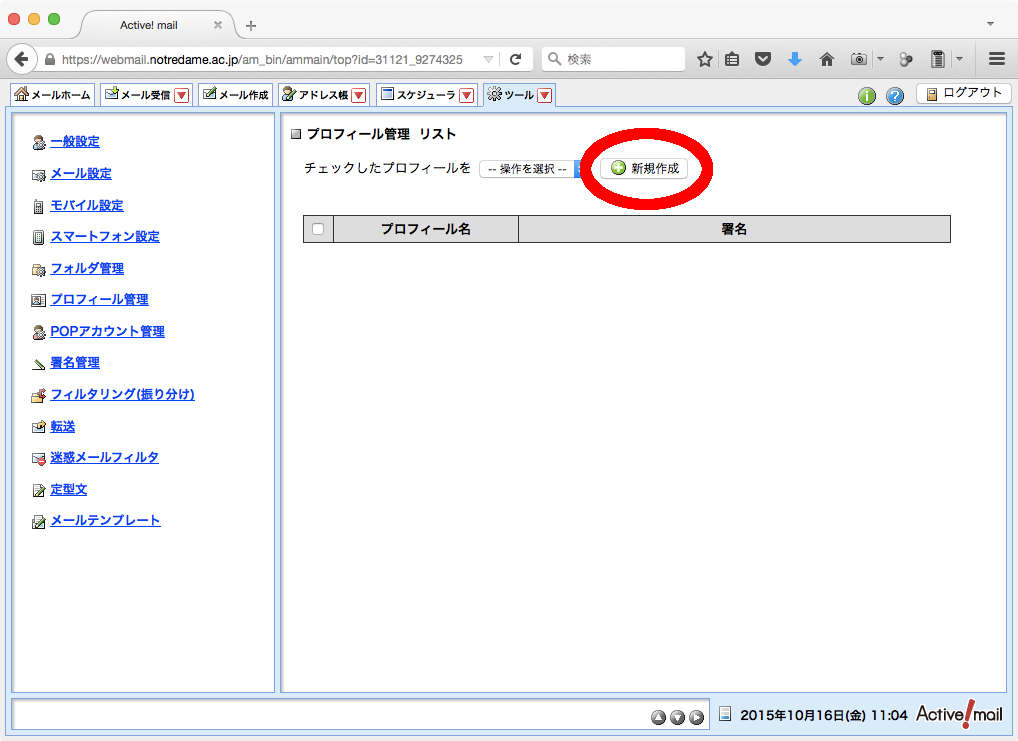 Active! mail
https://webmail.notredame.ac.jp/am_bin/ammain/top?id=31121_9274325
検索
メールホーム メール受信 メール作成 アドレス帳 スケジューラ ツール
ログアウト
一般設定
メール設定
モバイル設定
スマートフォン設定
フォルダ管理
プロフィール管理
POPアカウント管理
署名管理
フィルタリング(振り分け)
転送
迷惑メールフィルタ
定型文
メールテンプレート
プロフィール管理 リスト
チェックしたプロフィールを -- 操作を選択 -- 新規作成
プロフィール名 署名
2015年10月16日(金) 11:04 Active! mail